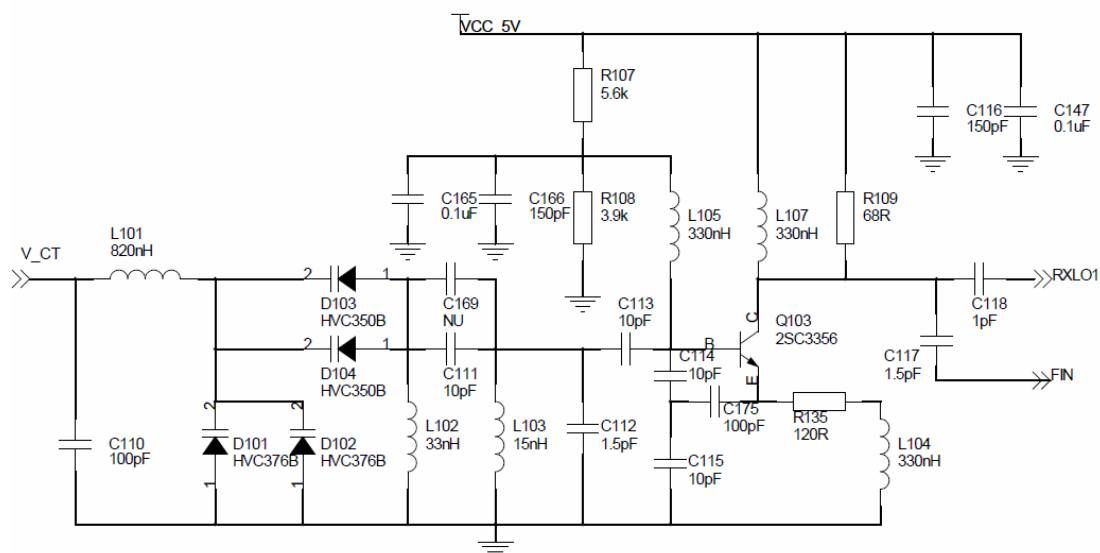 VCC 5V
R107
5.6k
C116
150pF
C147
0.1uF
C165
0.1uF
C166
150pF
R108
3.9k
L105
330nH
L107
330nH
R109
68R
L101
820nH
V_CT
2
1
D103
HVC350B
C169
NU
C113
10pF
C
Q103
2SC3356
B
E
RXLO1
C118
1pF
2
1
D104
HVC350B
C111
10pF
C114
10pF
C117
1.5pF
FIN
C175
100pF
R135
120R
2
2
C110
100pF
D101
HVC376B
D102
HVC376B
1
1
L102
33nH
L103
15nH
C112
1.5pF
C115
10pF
L104
330nH